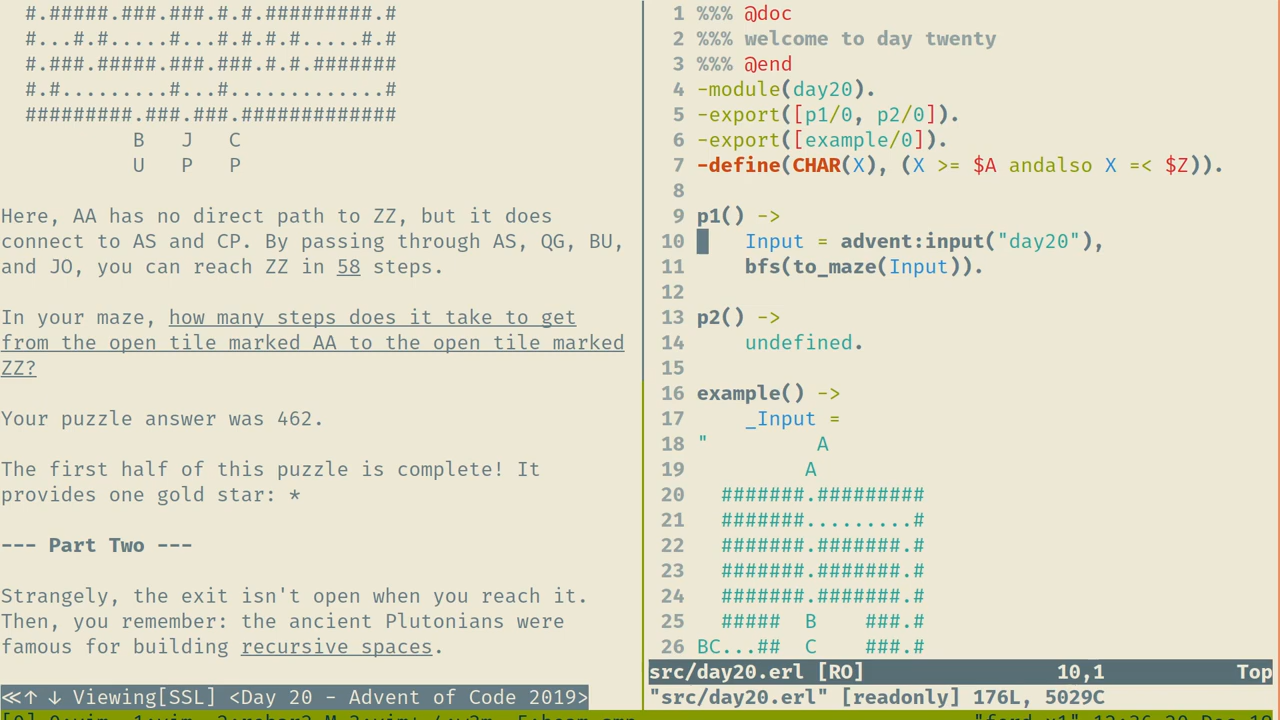 #.#####.###.###.#.#.#########.#
#...#.#.....#...#.#.#.#.....#.#
#.###.#####.###.###.#.#.#######
#.#.........#...#.............#
#########.###.###.#############
B J C
U P P
Here, AA has no direct path to ZZ, but it does
connect to AS and CP. By passing through AS, QG, BU,
and JO, you can reach ZZ in 58 steps.
In your maze, how many steps does it take to get
from the open tile marked AA to the open tile marked
ZZ?
Your puzzle answer was 462.
The first half of this puzzle is complete! It
provides one gold star: *
--- Part Two ---
Strangely, the exit isn't open when you reach it.
Then, you remember: the ancient Plutonians were
famous for building recursive spaces.
≪↑ ↓ Viewing[SSL] <Day 20 - Advent of Code 2019>
1 %%% @doc
2 %%% welcome to day twenty
3 %%% @end
4 -module(day20).
5 -export([p1/0, p2/0]).
6 -export([example/0]).
7 -define(CHAR(X), (X >= $A andalso X =< $Z)).
8
9 p1() ->
10     Input = advent:input("day20"),
11     bfs(to_maze(Input)).
12
13 p2() ->
14     undefined.
15
16 example() ->
17     _Input =
18 "         A
19          A
20   #######.#########
21   #######.........#
22   #######.#######.#
23   #######.#######.#
24   #######.#######.#
25   #####  B    ###.#
26 BC...##  C    ###.#
src/day20.erl [RO] 10,1 Top
"src/day20.erl" [readonly] 176L, 5029C